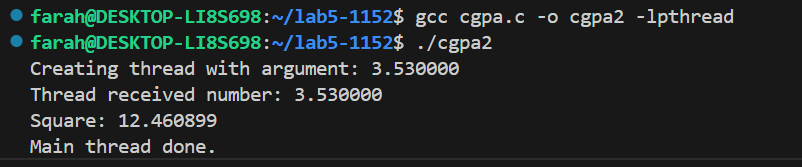 farah@DESKTOP-LI8S698:~/lab5-1152$ gcc cgpa.c -o cgpa2 -lpthread
farah@DESKTOP-LI8S698:~/lab5-1152$ ./cgpa2
Creating thread with argument: 3.530000
Thread received number: 3.530000
Square: 12.460899
Main thread done.